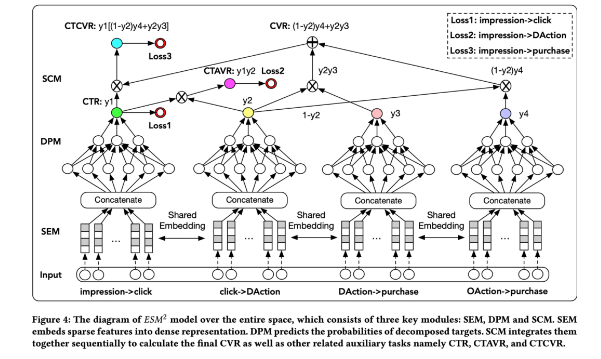 CTCVR: y1[(1-y2)y4+y2y3]
CVR: (1-y2)y4+y2y3
Loss1: impression->click
Loss2: impression->DAction
Loss3: impression->purchase
Loss3
SCM
CTAVR: y1y2
Loss2
y2y3
(1-y2)y4
CTR: y1
Loss1
y2
1-y2
y3
y4
DPM
Concatenate
Concatenate
Concatenate
Concatenate
SEM
...
Shared
Embedding
...
Shared
Embedding
...
Shared
Embedding
...
Input
impression->click
click->DAction
DAction->purchase
OAction->purchase
Figure 4: The diagram of ESM² model over the entire space, which consists of three key modules: SEM, DPM and SCM. SEM
embeds sparse features into dense representation. DPM predicts the probabilities of decomposed targets. SCM integrates them
together sequentially to calculate the final CVR as well as other related auxiliary tasks namely CTR, CTAVR, and CTCVR.